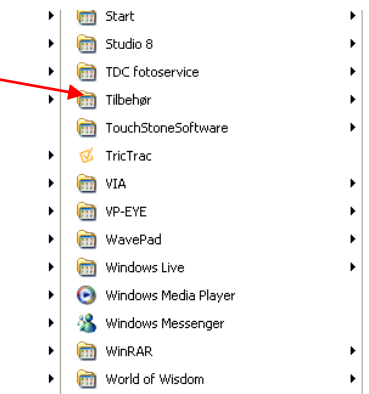 Start
Studio 8
TDC fotoservice
Tilbehør
TouchStoneSoftware
TricTrac
VIA
VP-EYE
WavePad
Windows Live
Windows Media Player
Windows Messenger
WinRAR
World of Wisdom